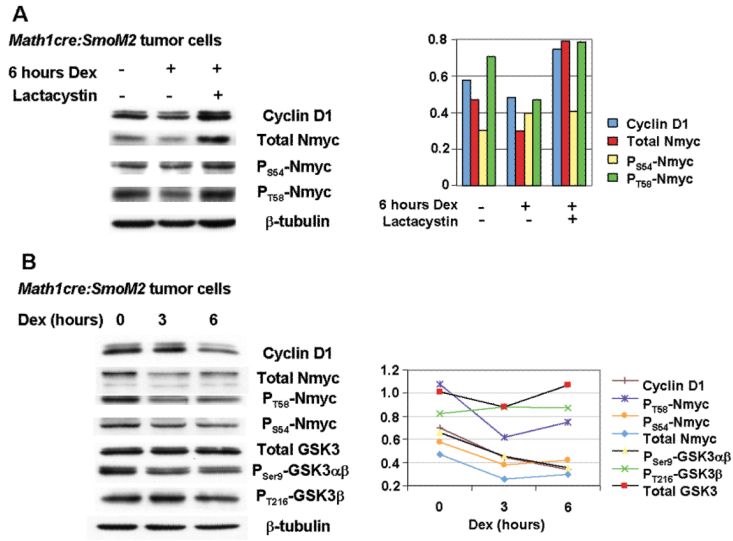 A
Math1cre:SmoM2 tumor cells
6 hours Dex - + +
Lactacystin - - +
Cyclin D1
Total Nmyc
PS54-Nmyc
PT58-Nmyc
β-tubulin
0.8
0.6
0.4
0.2
0
6 hours Dex - + +
Lactacystin - - +
Cyclin D1
Total Nmyc
PS54-Nmyc
PT58-Nmyc
B
Math1cre:SmoM2 tumor cells
Dex (hours) 0 3 6
Cyclin D1
Total Nmyc
PT58-Nmyc
PS54-Nmyc
Total GSK3
PSer9-GSK3αβ
PT216-GSK3β
β-tubulin
1.2
1.0
0.8
0.6
0.4
0.2
0 3 6
Dex (hours)
Cyclin D1
PT58-Nmyc
PS54-Nmyc
Total Nmyc
PSer9-GSK3αβ
PT216-GSK3β
Total GSK3